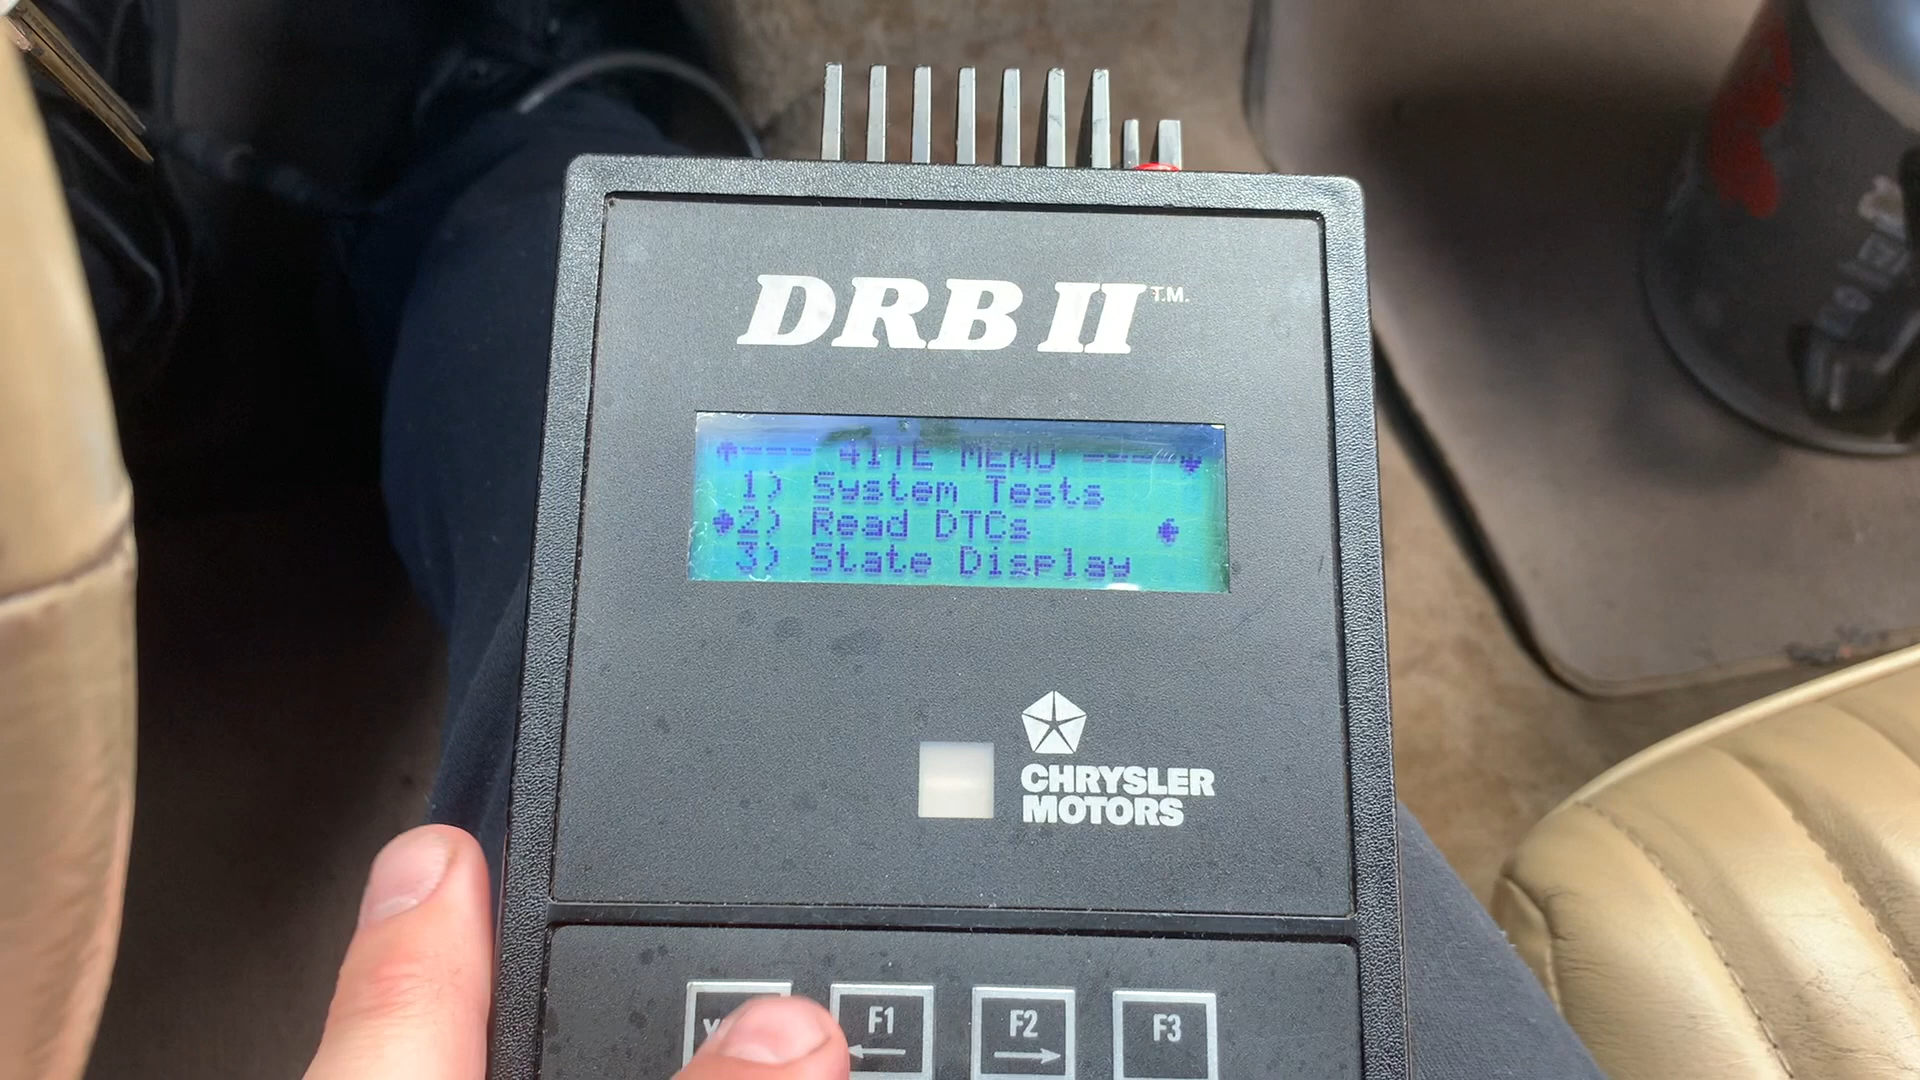 DRB II T.M.
↑---- 41TE MENU ----↓
1) System Tests
→2) Read DTCs ←
3) State Display
CHRYSLER
MOTORS
F1 F2 F3
← →